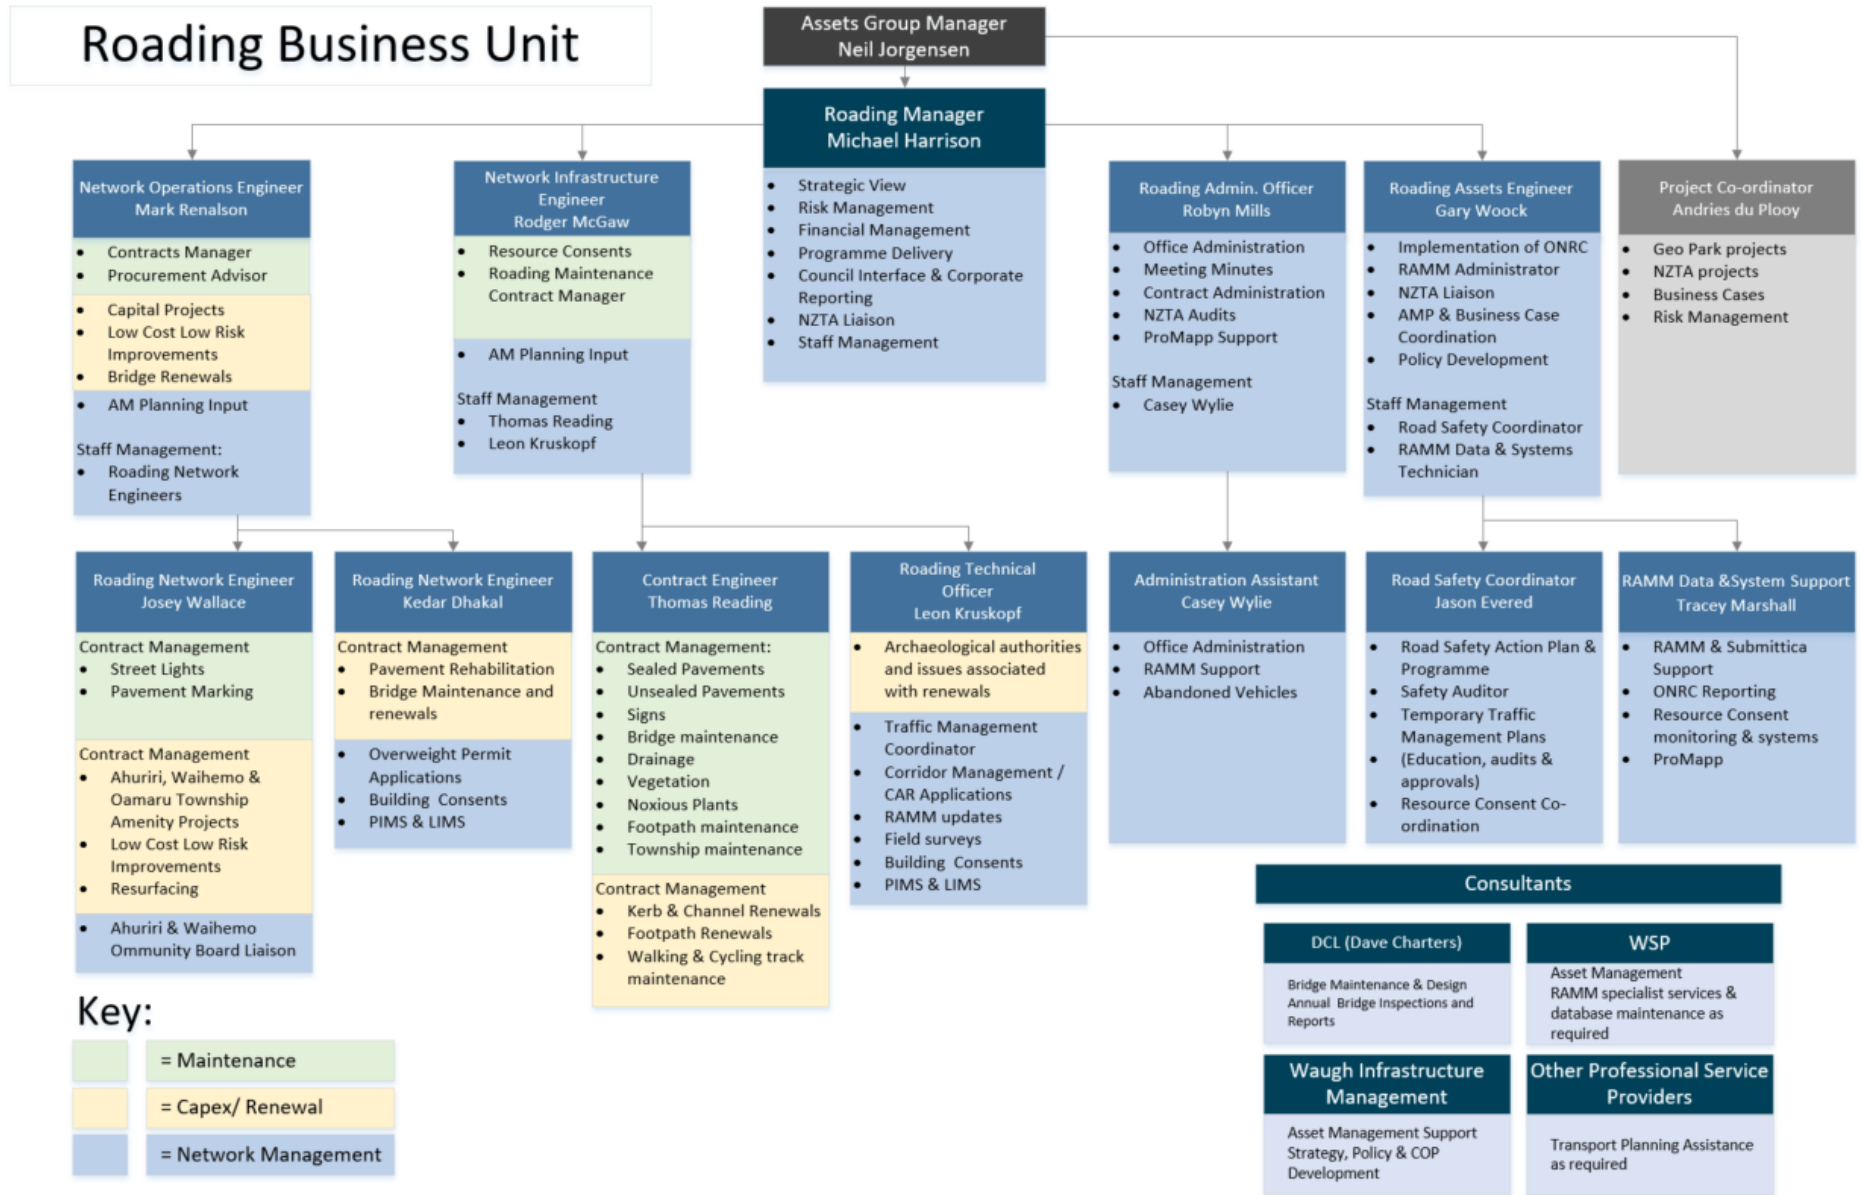 Roading Business Unit
Assets Group Manager
Neil Jorgensen
Roading Manager
Michael Harrison
• Strategic View
• Risk Management
• Financial Management
• Programme Delivery
• Council Interface & Corporate
Reporting
• NZTA Liaison
• Staff Management
Network Operations Engineer
Mark Renalson
• Contracts Manager
• Procurement Advisor
• Capital Projects
• Low Cost Low Risk
Improvements
• Bridge Renewals
• AM Planning Input
Staff Management:
• Roading Network
Engineers
Network Infrastructure
Engineer
Rodger McGaw
• Resource Consents
• Roading Maintenance
Contract Manager
• AM Planning Input
Staff Management
• Thomas Reading
• Leon Kruskopf
Roading Admin. Officer
Robyn Mills
• Office Administration
• Meeting Minutes
• Contract Administration
• NZTA Audits
• ProMapp Support
Staff Management
• Casey Wylie
Roading Assets Engineer
Gary Woock
• Implementation of ONRC
• RAMM Administrator
• NZTA Liaison
• AMP & Business Case
Coordination
• Policy Development
Staff Management
• Road Safety Coordinator
• RAMM Data & Systems
Technician
Project Co-ordinator
Andries du Plooy
• Geo Park projects
• NZTA projects
• Business Cases
• Risk Management
Roading Network Engineer
Josey Wallace
Contract Management
• Street Lights
• Pavement Marking
Contract Management
• Ahuriri, Waihemo &
Oamaru Township
Amenity Projects
• Low Cost Low Risk
Improvements
• Resurfacing
• Ahuriri & Waihemo
Ommunity Board Liaison
Roading Network Engineer
Kedar Dhakal
Contract Management
• Pavement Rehabilitation
• Bridge Maintenance and
renewals
• Overweight Permit
Applications
• Building Consents
• PIMS & LIMS
Contract Engineer
Thomas Reading
Contract Management:
• Sealed Pavements
• Unsealed Pavements
• Signs
• Bridge maintenance
• Drainage
• Vegetation
• Noxious Plants
• Footpath maintenance
• Township maintenance
Contract Management
• Kerb & Channel Renewals
• Footpath Renewals
• Walking & Cycling track
maintenance
Roading Technical
Officer
Leon Kruskopf
• Archaeological authorities
and issues associated
with renewals
• Traffic Management
Coordinator
• Corridor Management /
CAR Applications
• RAMM updates
• Field surveys
• Building Consents
• PIMS & LIMS
Administration Assistant
Casey Wylie
• Office Administration
• RAMM Support
• Abandoned Vehicles
Road Safety Coordinator
Jason Evered
• Road Safety Action Plan &
Programme
• Safety Auditor
• Temporary Traffic
Management Plans
• (Education, audits &
approvals)
• Resource Consent Co-
ordination
RAMM Data &System Support
Tracey Marshall
• RAMM & Submittica
Support
• ONRC Reporting
• Resource Consent
monitoring & systems
• ProMapp
Consultants
DCL (Dave Charters)
Bridge Maintenance & Design
Annual Bridge Inspections and
Reports
WSP
Asset Management
RAMM specialist services &
database maintenance as
required
Waugh Infrastructure
Management
Asset Management Support
Strategy, Policy & COP
Development
Other Professional Service
Providers
Transport Planning Assistance
as required
Key:
= Maintenance
= Capex/ Renewal
= Network Management